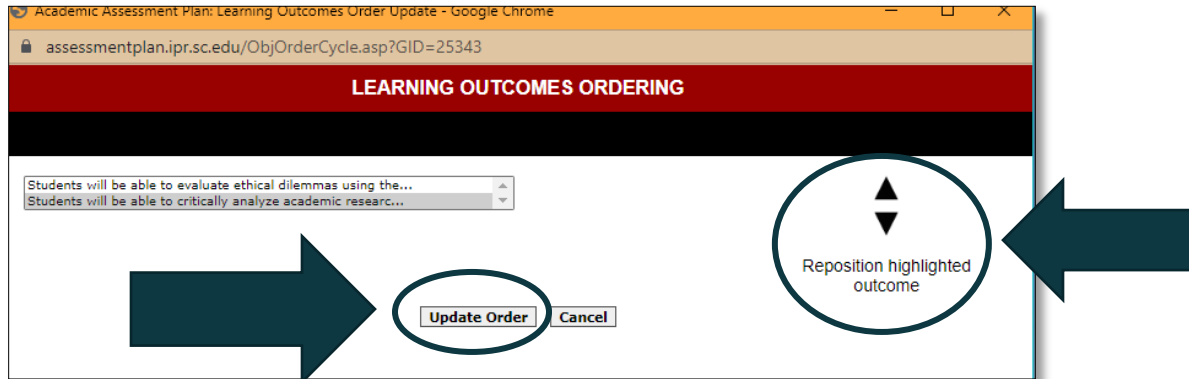 Academic Assessment Plan: Learning Outcomes Order Update - Google Chrome
assessmentplan.ipr.sc.edu/ObjOrderCycle.asp?GID=25343
LEARNING OUTCOMES ORDERING
Students will be able to evaluate ethical dilemmas using the...
Students will be able to critically analyze academic researc...
Reposition highlighted
outcome
Update Order Cancel